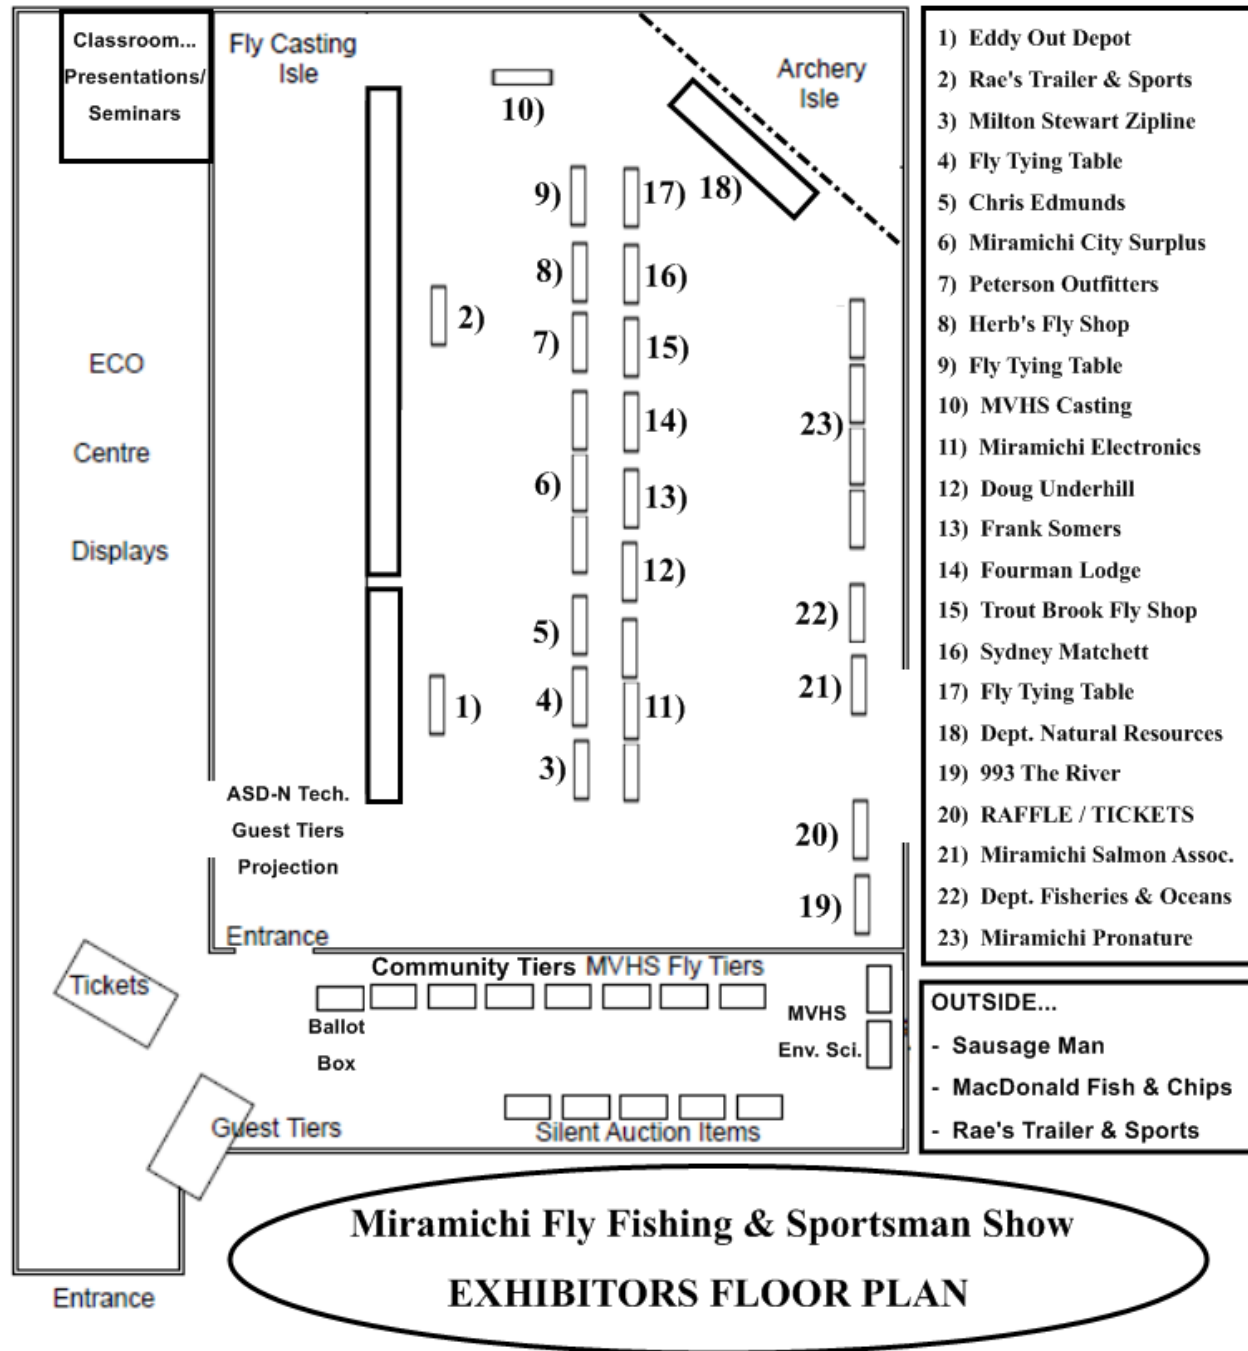 Classroom...
Presentations/
Seminars
Fly Casting
Isle
10)
Archery
Isle
9)
17)
18)
8)
16)
2)
7)
15)
ECO
14)
23)
Centre
6)
13)
Displays
12)
5)
22)
4)
11)
21)
1)
3)
ASD-N Tech.
Guest Tiers
Projection
20)
19)
Entrance
Community Tiers MVHS Fly Tiers
Tickets
Ballot
Box
MVHS
Env. Sci.
Guest Tiers
Silent Auction Items
Entrance
1) Eddy Out Depot
2) Rae's Trailer & Sports
3) Milton Stewart Zipline
4) Fly Tying Table
5) Chris Edmunds
6) Miramichi City Surplus
7) Peterson Outfitters
8) Herb's Fly Shop
9) Fly Tying Table
10) MVHS Casting
11) Miramichi Electronics
12) Doug Underhill
13) Frank Somers
14) Fourman Lodge
15) Trout Brook Fly Shop
16) Sydney Matchett
17) Fly Tying Table
18) Dept. Natural Resources
19) 993 The River
20) RAFFLE / TICKETS
21) Miramichi Salmon Assoc.
22) Dept. Fisheries & Oceans
23) Miramichi Pronature
OUTSIDE...
- Sausage Man
- MacDonald Fish & Chips
- Rae's Trailer & Sports
Miramichi Fly Fishing & Sportsman Show
EXHIBITORS FLOOR PLAN